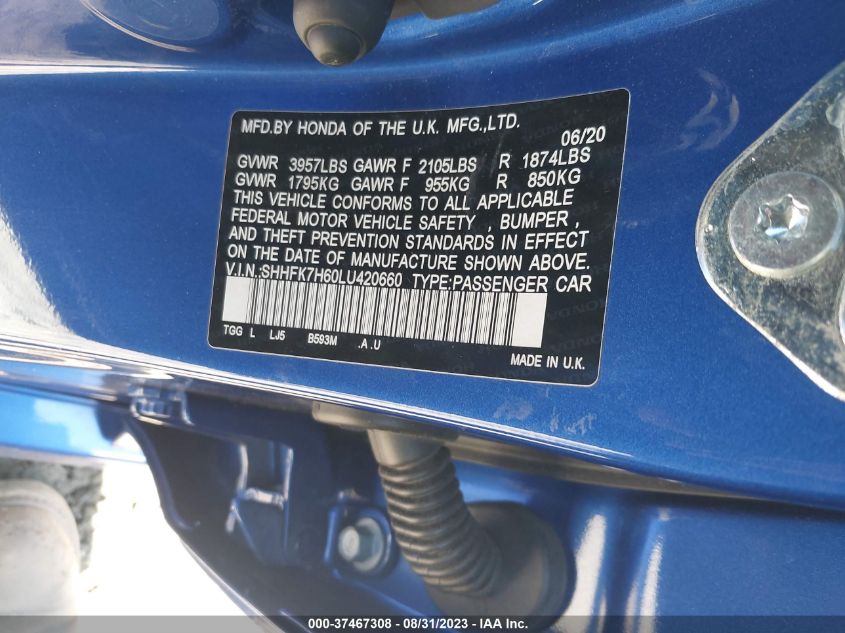 MFD.BY HONDA OF THE U.K. MFG.,LTD.
06/20
GVWR 3957LBS GAWR F 2105LBS R 1874LBS
GVWR 1795KG GAWR F 955KG R 850KG
THIS VEHICLE CONFORMS TO ALL APPLICABLE
FEDERAL MOTOR VEHICLE SAFETY , BUMPER ,
AND THEFT PREVENTION STANDARDS IN EFFECT
ON THE DATE OF MANUFACTURE SHOWN ABOVE.
V.I.N.:SHHFK7H60LU420660 TYPE:PASSENGER CAR
TGG L LJ5 B593M .A.U
MADE IN U.K.
000-37467308 - 08/31/2023 - IAA Inc.